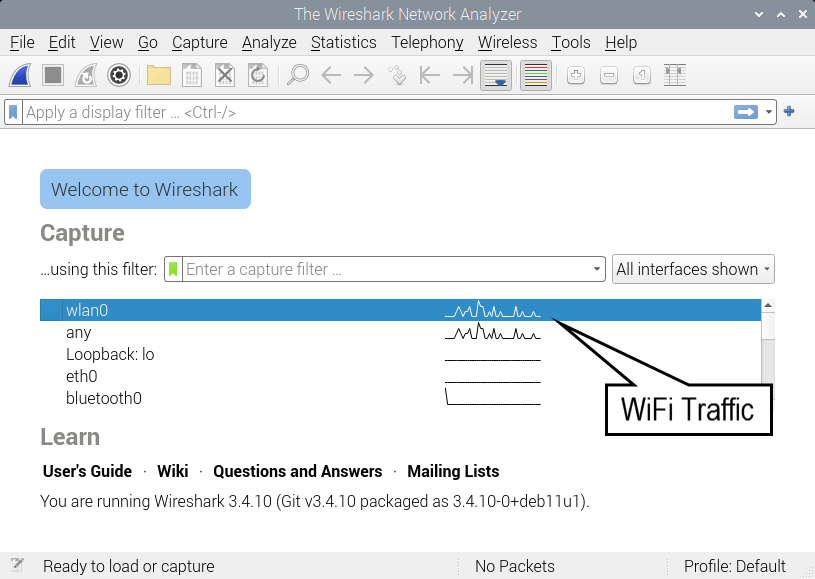 The Wireshark Network Analyzer
File Edit View Go Capture Analyze Statistics Telephony Wireless Tools Help
Apply a display filter … <Ctrl-/>
Welcome to Wireshark
Capture
…using this filter: Enter a capture filter … All interfaces shown
wlan0
any
Loopback: lo
eth0
bluetooth0
WiFi Traffic
Learn
User's Guide · Wiki · Questions and Answers · Mailing Lists
You are running Wireshark 3.4.10 (Git v3.4.10 packaged as 3.4.10-0+deb11u1).
Ready to load or capture No Packets Profile: Default